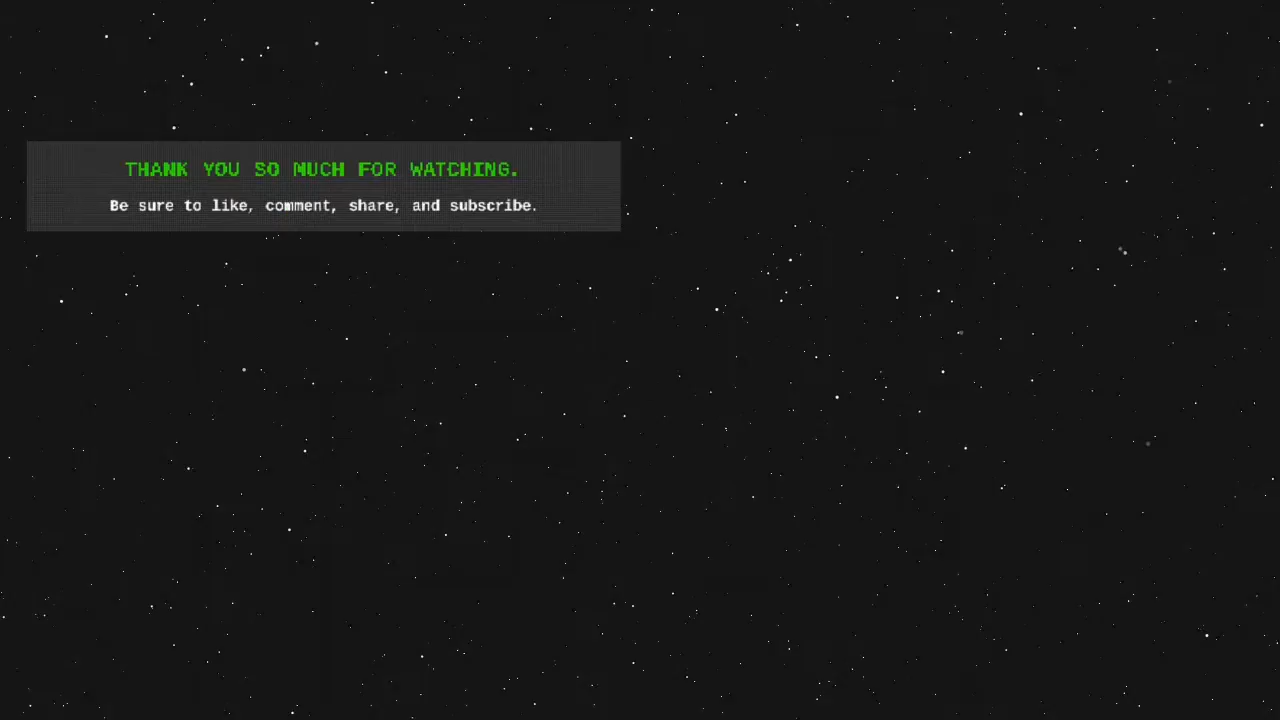 THANK YOU SO MUCH FOR WATCHING.
Be sure to like, comment, share, and subscribe.